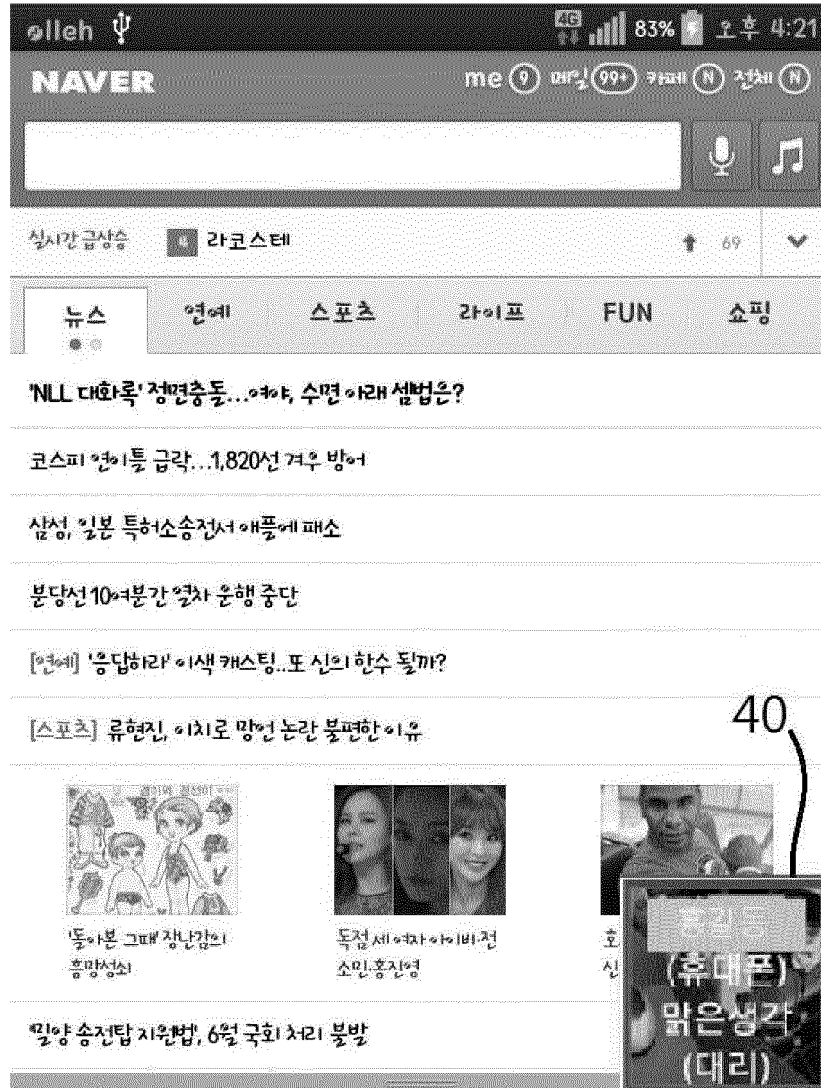 olleh 4G 83% 오후 4:21
NAVER me 9 메일 99+ 카페 N 전체 N
실시간 급상승 4 라코스테 69
뉴스 연예 스포츠 라이프 FUN 쇼핑
'NLL 대화록' 정면충돌…여야, 수면 아래 셈법은?
코스피 연이틀 급락…1,820선 겨우 방어
삼성, 일본 특허소송전서 애플에 패소
분당선 10여분간 열차 운행 중단
[연예] '응답하라' 이색 캐스팅..또 신의 한수 될까?
[스포츠] 류현진, 이치로 망언 논란 불편한 이유
40
'돌아본 그때' 장난감의
흥망성쇠
독점 세 여자 아이비·전
소민·홍진영
호
신
홍길동
(휴대폰)
맑은생각
(대리)
'밀양 송전탑 지원법', 6월 국회 처리 불발